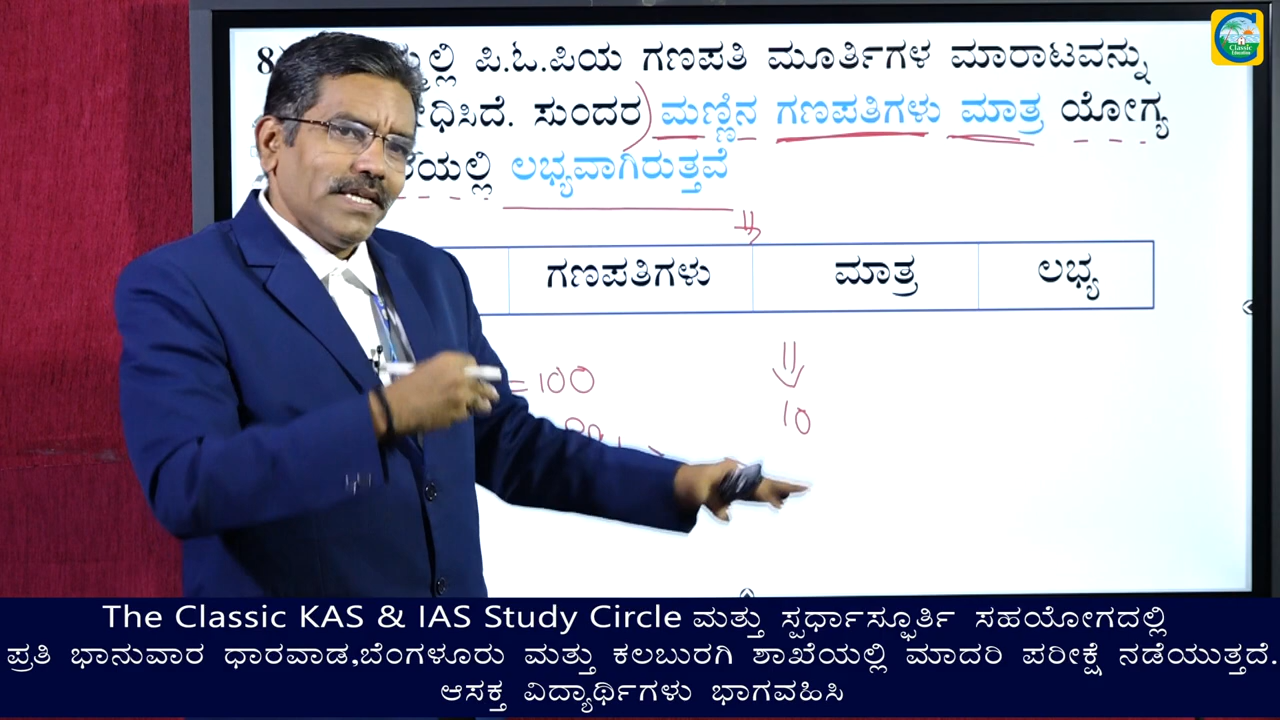 8) ಪಿ.ಓ.ಪಿಯ ಗಣಪತಿ ಮೂರ್ತಿಗಳ ಮಾರಾಟವನ್ನು
ಸುಂದರ ಮಣ್ಣಿನ ಗಣಪತಿಗಳು ಮಾತ್ರ ಯೋಗ್ಯ
ಲಭ್ಯವಾಗಿರುತ್ತವೆ
ಗಣಪತಿಗಳು ಮಾತ್ರ ಲಭ್ಯ
= 100
10
Classic
Education
The Classic KAS & IAS Study Circle ಮತ್ತು ಸ್ಪರ್ಧಾಸ್ಫೂರ್ತಿ ಸಹಯೋಗದಲ್ಲಿ
ಪ್ರತಿ ಭಾನುವಾರ ಧಾರವಾಡ,ಬೆಂಗಳೂರು ಮತ್ತು ಕಲಬುರಗಿ ಶಾಖೆಯಲ್ಲಿ ಮಾದರಿ ಪರೀಕ್ಷೆ ನಡೆಯುತ್ತದೆ.
ಆಸಕ್ತ ವಿದ್ಯಾರ್ಥಿಗಳು ಭಾಗವಹಿಸಿ